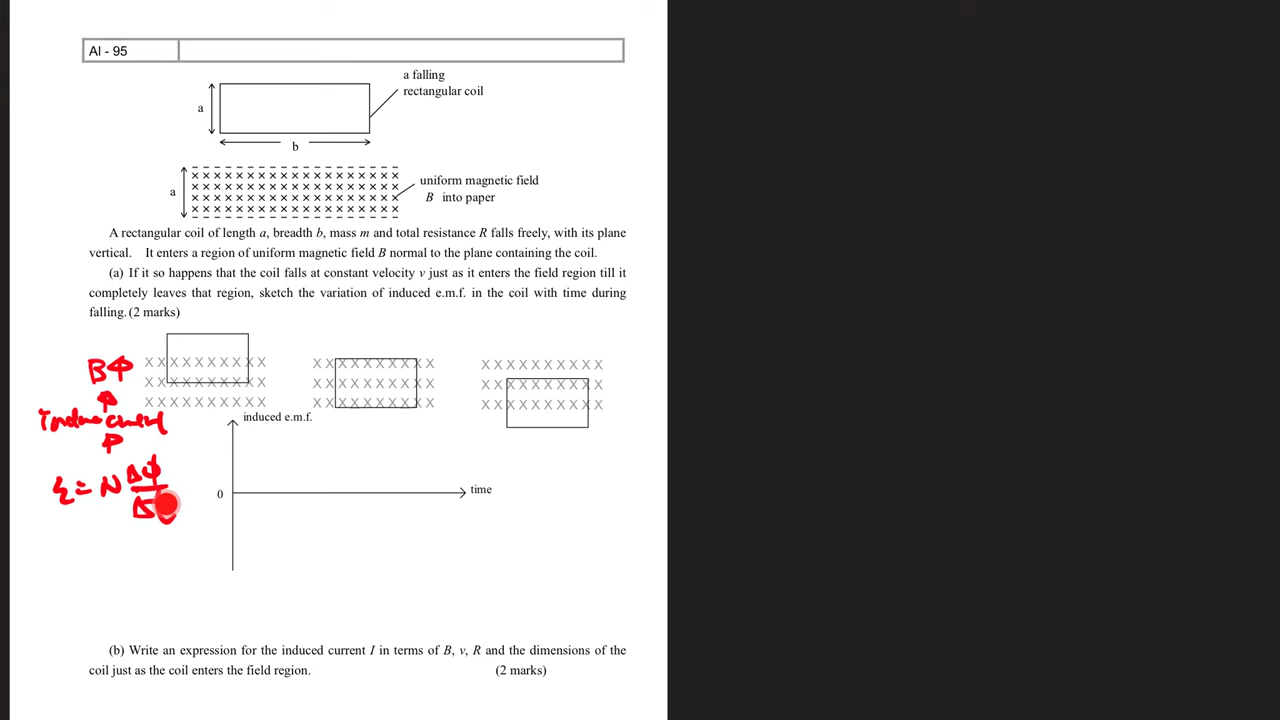 AI - 95
a falling
rectangular coil
a
b
a
uniform magnetic field
B into paper
A rectangular coil of length a, breadth b, mass m and total resistance R falls freely, with its plane
vertical. It enters a region of uniform magnetic field B normal to the plane containing the coil.
(a) If it so happens that the coil falls at constant velocity v just as it enters the field region till it
completely leaves that region, sketch the variation of induced e.m.f. in the coil with time during
falling. (2 marks)
B
induced e.m.f.
0
time
(b) Write an expression for the induced current I in terms of B, v, R and the dimensions of the
coil just as the coil enters the field region. (2 marks)